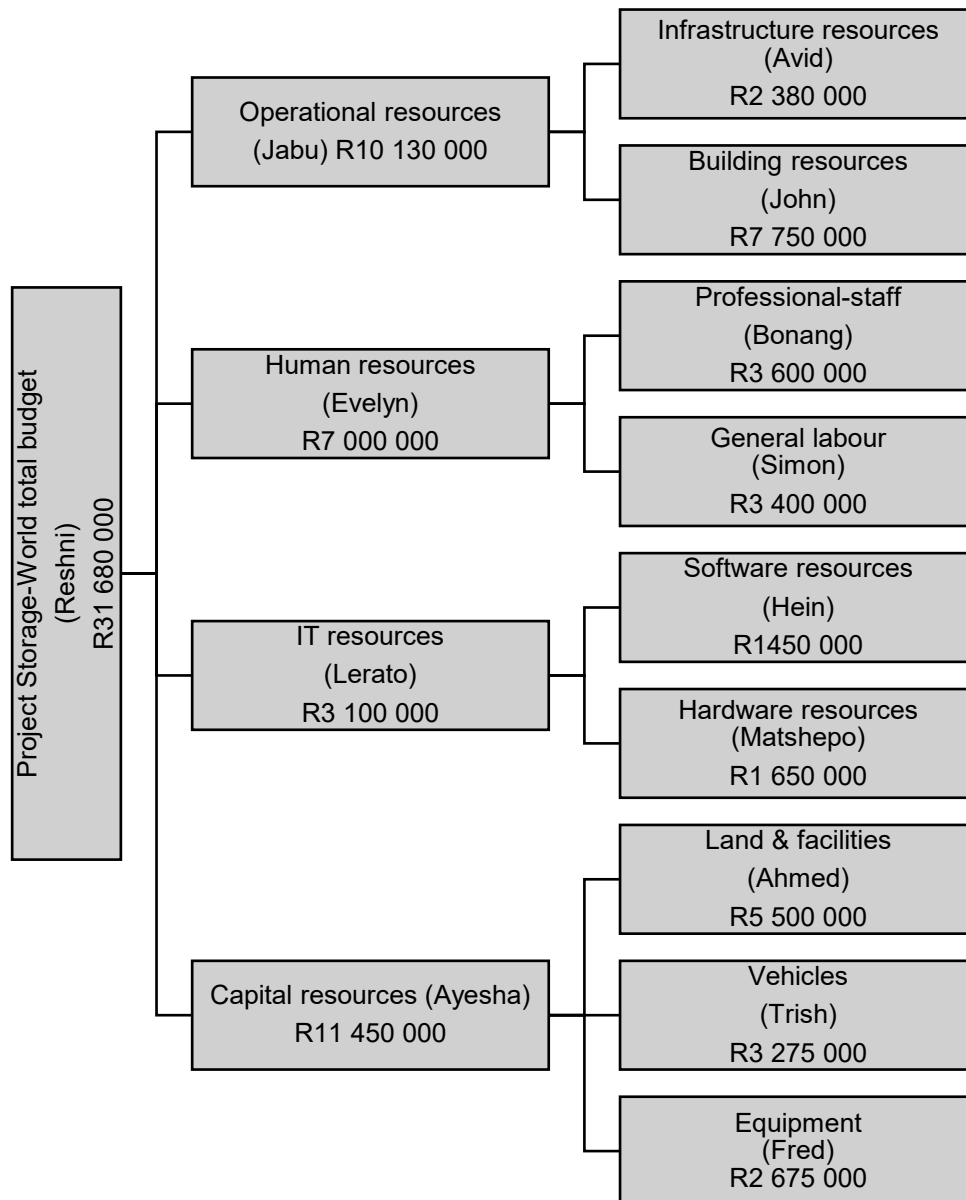 Project Storage-World total budget
(Reshni)
R31 680 000
Operational resources
(Jabu) R10 130 000
Infrastructure resources
(Avid)
R2 380 000
Building resources
(John)
R7 750 000
Human resources
(Evelyn)
R7 000 000
Professional-staff
(Bonang)
R3 600 000
General labour
(Simon)
R3 400 000
IT resources
(Lerato)
R3 100 000
Software resources
(Hein)
R1450 000
Hardware resources
(Matshepo)
R1 650 000
Capital resources (Ayesha)
R11 450 000
Land & facilities
(Ahmed)
R5 500 000
Vehicles
(Trish)
R3 275 000
Equipment
(Fred)
R2 675 000